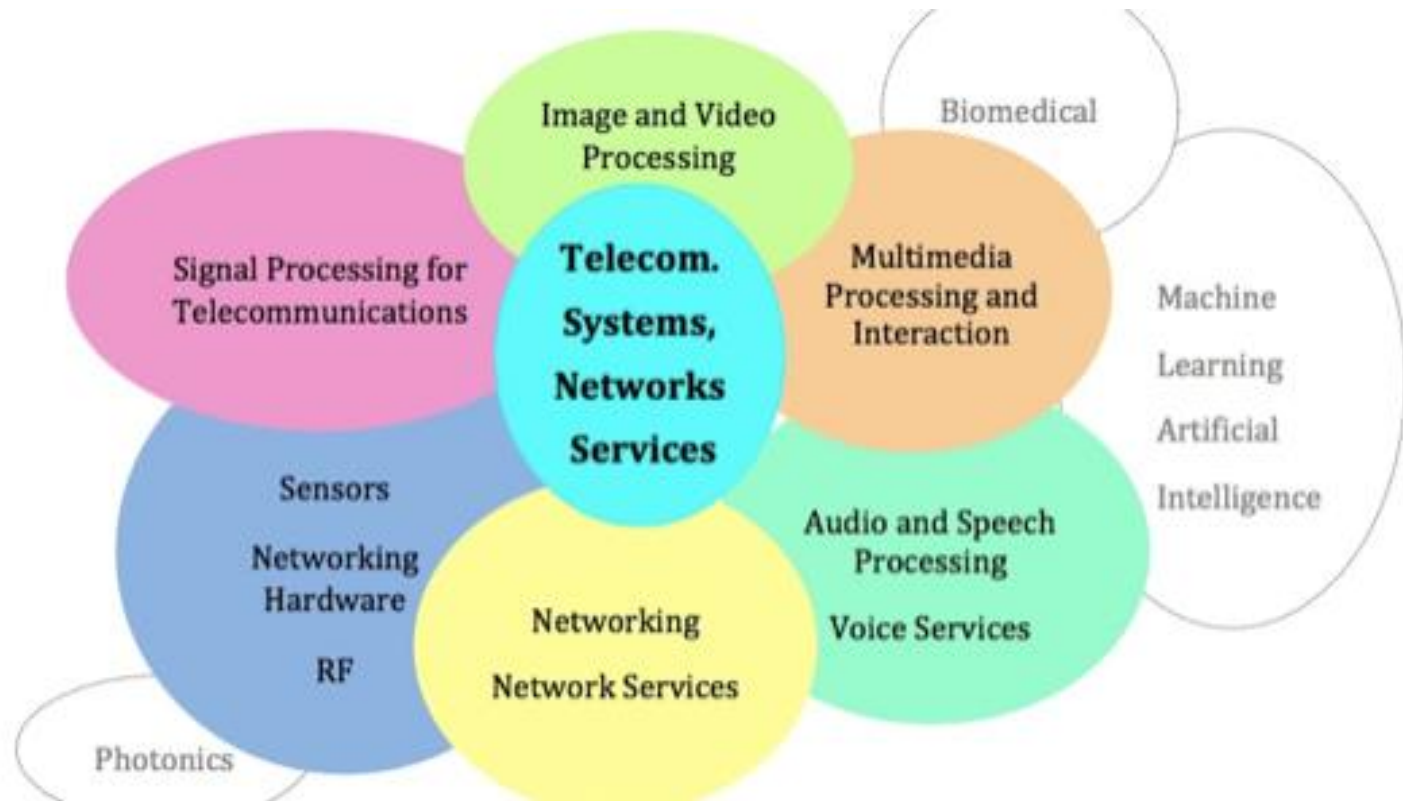 Image and Video
Processing
Biomedical
Signal Processing for
Telecommunications
Telecom.
Systems,
Networks
Services
Multimedia
Processing and
Interaction
Machine
Learning
Artificial
Intelligence
Sensors
Networking
Hardware
RF
Audio and Speech
Processing
Voice Services
Networking
Network Services
Photonics